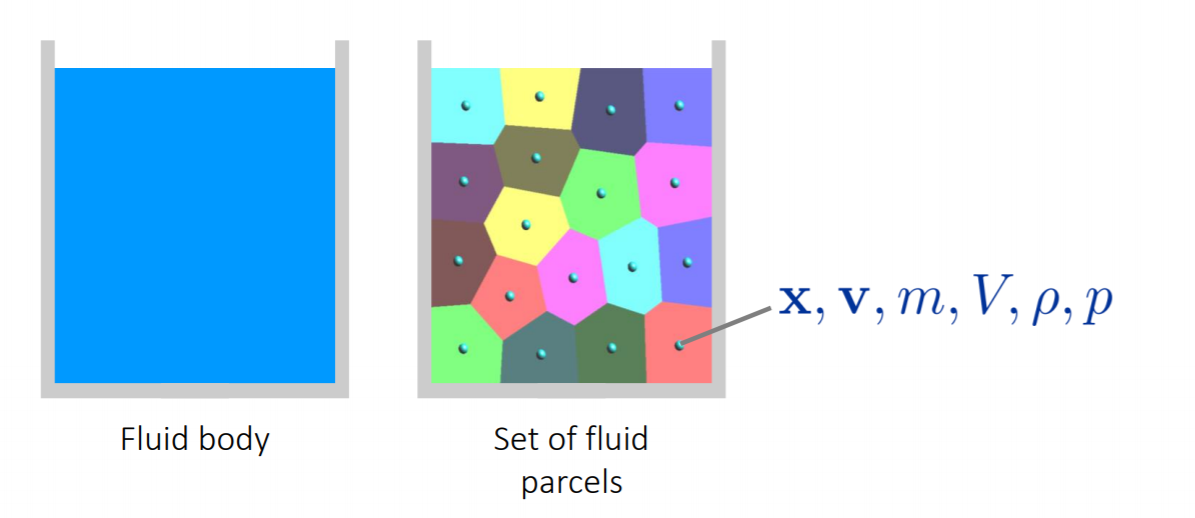 x, v, m, V, ρ, p
Fluid body
Set of fluid
parcels